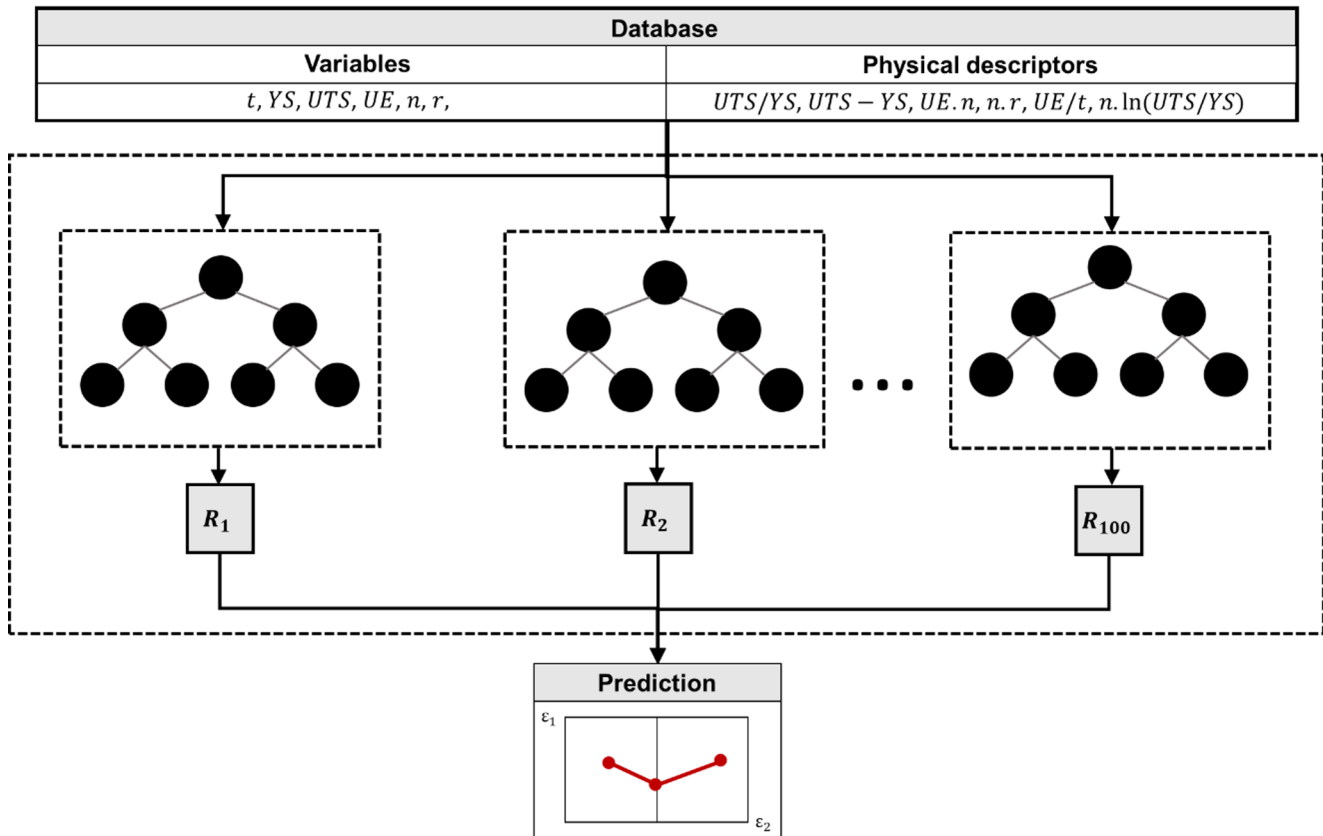 Database
Variables
Physical descriptors
t, YS, UTS, UE, n, r,
UTS/YS, UTS − YS, UE. n, n. r, UE/t, n. ln(UTS/YS)
R₁
R₂
R₁₀₀
Prediction
ε₁
ε₂